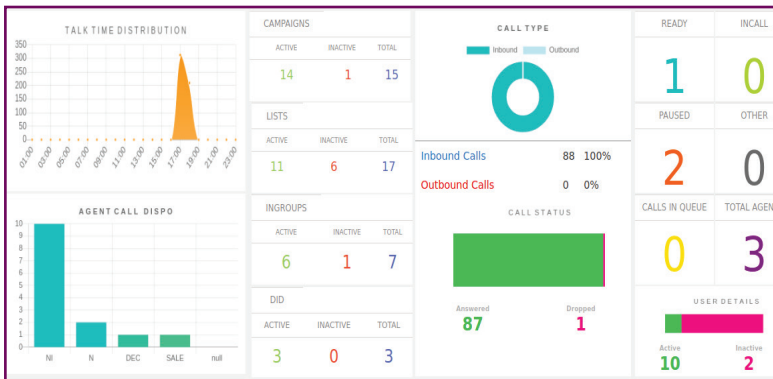 TALK TIME DISTRIBUTION
350
300
250
200
150
100
50
0
01:00 03:00 05:00 07:00 09:00 11:00 13:00 15:00 17:00 19:00 21:00 23:00
AGENT CALL DISPO
10
9
8
7
6
5
4
3
2
1
0
NI N DEC SALE null
CAMPAIGNS
ACTIVE INACTIVE TOTAL
14 1 15
LISTS
ACTIVE INACTIVE TOTAL
11 6 17
INGROUPS
ACTIVE INACTIVE TOTAL
6 1 7
DID
ACTIVE INACTIVE TOTAL
3 0 3
CALL TYPE
Inbound Outbound
Inbound Calls 88 100%
Outbound Calls 0 0%
CALL STATUS
Answered Dropped
87 1
READY INCALL
1 0
PAUSED OTHER
2 0
CALLS IN QUEUE TOTAL AGEN
0 3
USER DETAILS
Active Inactive
10 2